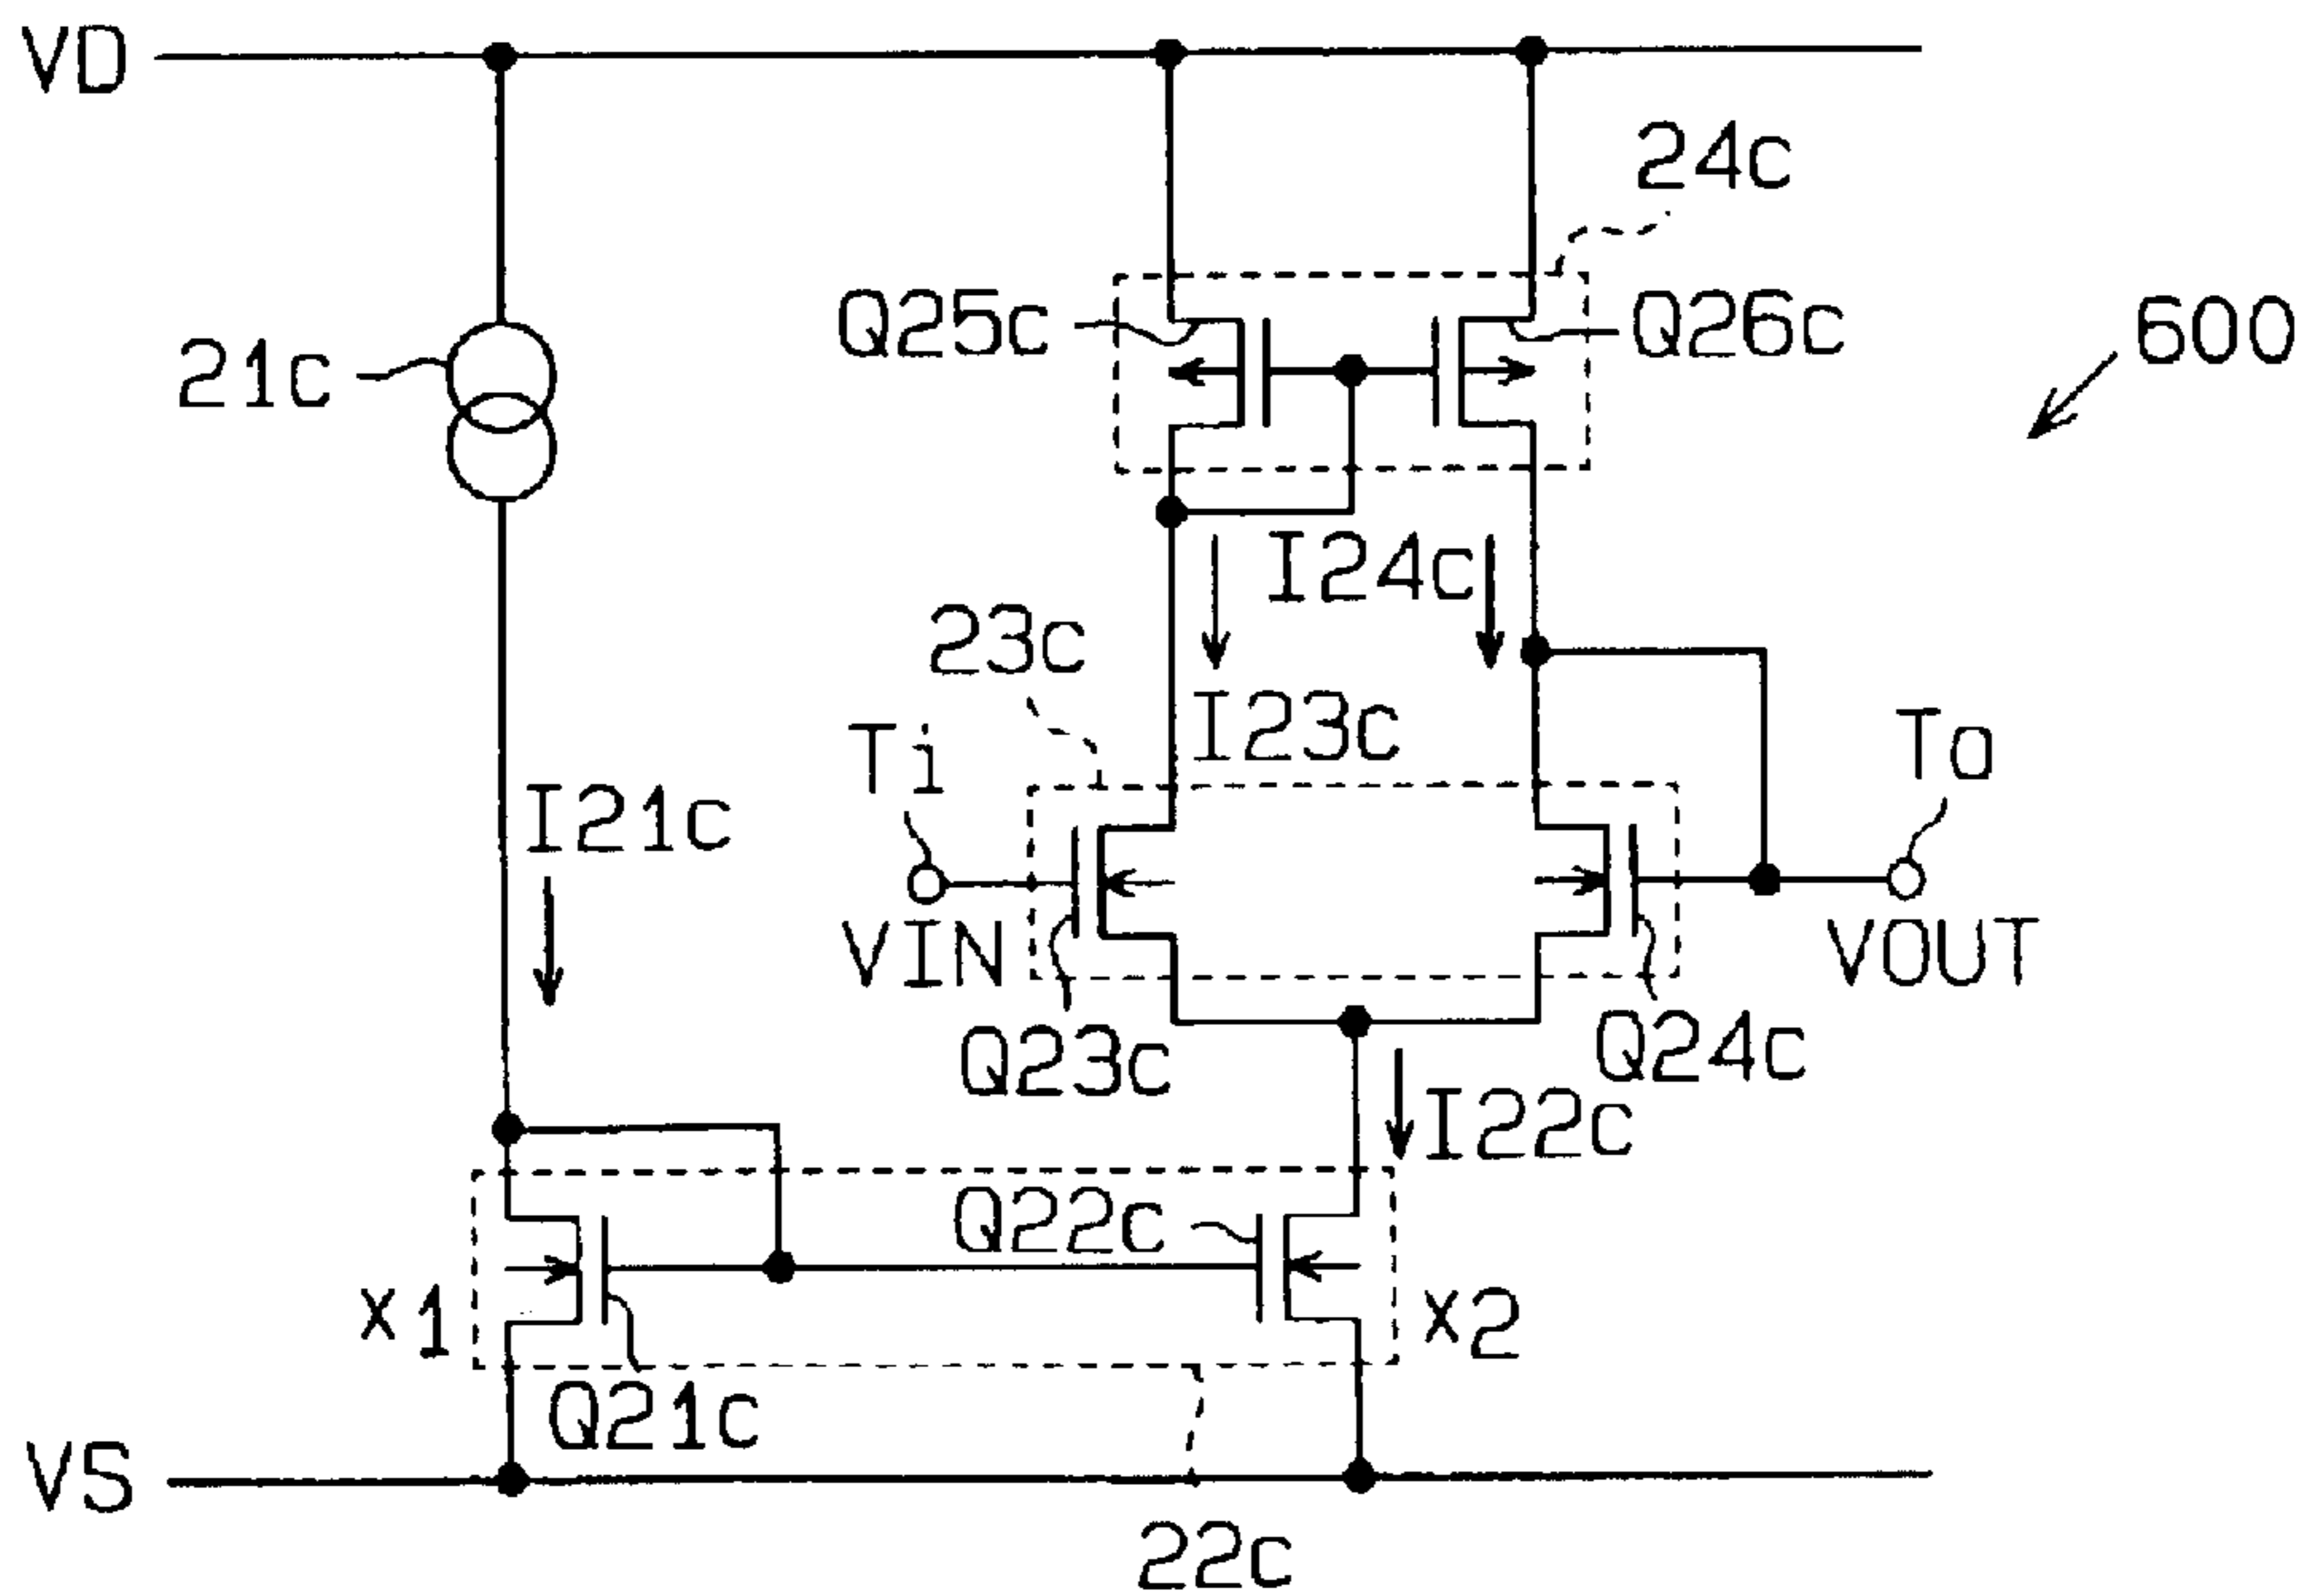 VD
24c
Q25c
Q26c
600
21c
I24c
23c
I23c
Ti
To
I21c
VIN
VOUT
Q23c
Q24c
I22c
Q22c
x1
x2
Q21c
VS
22c